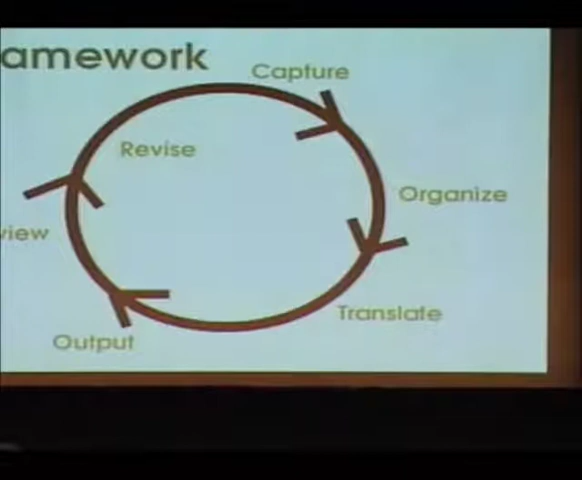 amework
Capture
Revise
Organize
view
Translate
Output